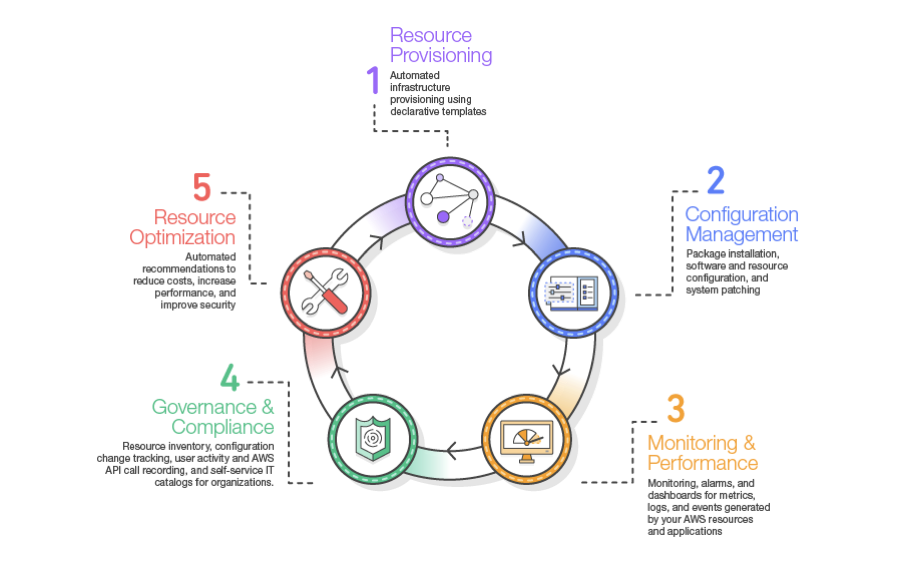 1
Resource
Provisioning
Automated
infrastructure
provisioning using
declarative templates
2
Configuration
Management
Package installation,
software and resource
configuration, and
system patching
3
Monitoring &
Performance
Monitoring, alarms, and
dashboards for metrics,
logs, and events generated
by your AWS resources
and applications
4
Governance &
Compliance
Resource inventory, configuration
change tracking, user activity and AWS
API call recording, and self-service IT
catalogs for organizations.
5
Resource
Optimization
Automated
recommendations to
reduce costs, increase
performance, and
improve security